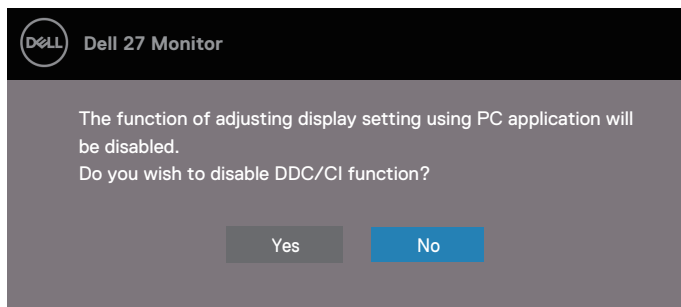 DELL
Dell 27 Monitor
The function of adjusting display setting using PC application will
be disabled.
Do you wish to disable DDC/CI function?
Yes
No